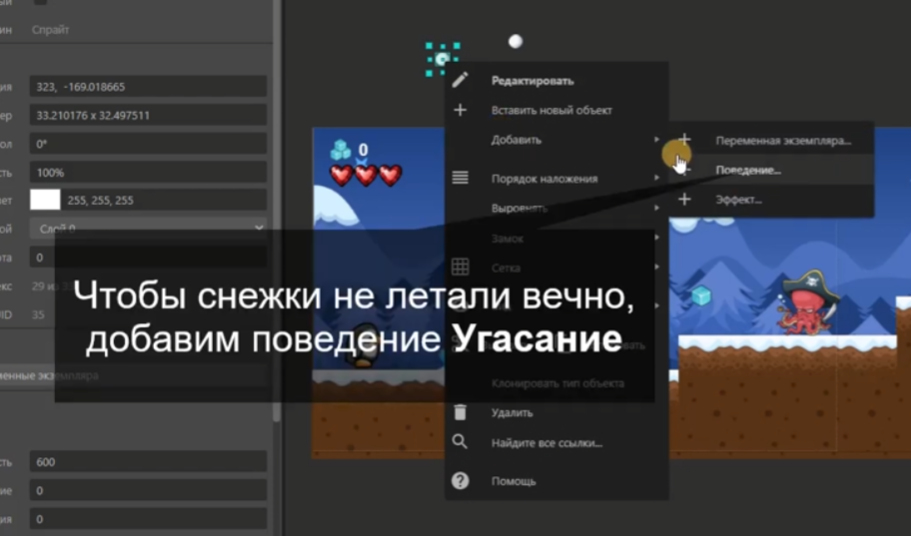 Спрайт
323, -169.018665
33.210176 x 32.497511
0°
100%
255, 255, 255
Слой 0
0
35
600
0
0
0
Редактировать
Вставить новый объект
Добавить
Порядок наложения
Выровнять
Замок
Сетка
Клонировать тип объекта
Удалить
Найдите все ссылки...
Помощь
Переменная экземпляра...
Поведение...
Эффект...
Чтобы снежки не летали вечно,
добавим поведение Угасание